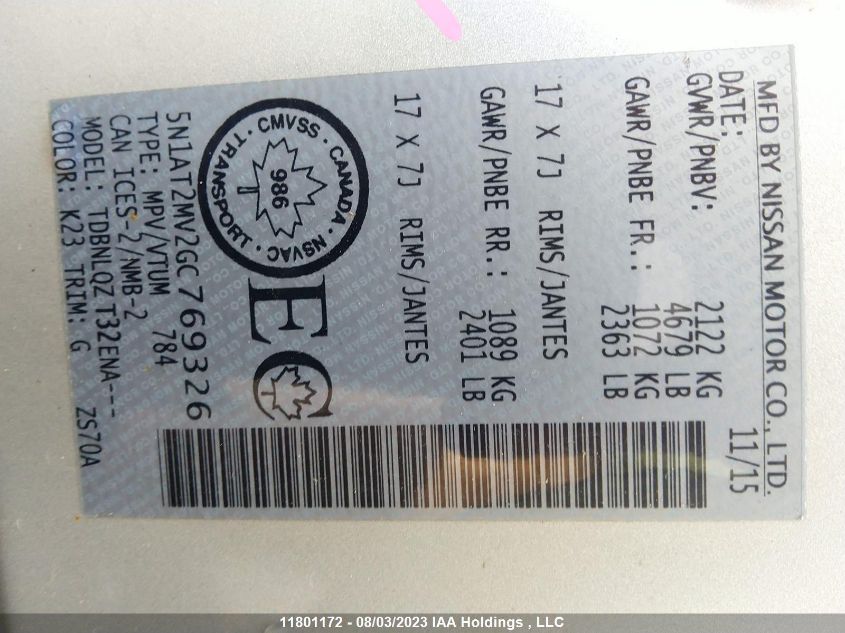 MFD BY NISSAN MOTOR CO., LTD.
DATE: 11/15
GVWR/PNBV: 2122 KG
4679 LB
GAWR/PNBE FR.: 1072 KG
2363 LB
17 X 7J RIMS/JANTES
GAWR/PNBE RR.: 1089 KG
2401 LB
17 X 7J RIMS/JANTES
CMVSS · CANADA · NSVAC · TRANSPORT ·
986
EC
5N1AT2MV2GC769326
TYPE: MPV/VTUM 784
CAN ICES-2/NMB-2
MODEL: TDBNLQZ T32ENA---
COLOR: K23 TRIM: G ZS70A
11801172 - 08/03/2023 IAA Holdings , LLC